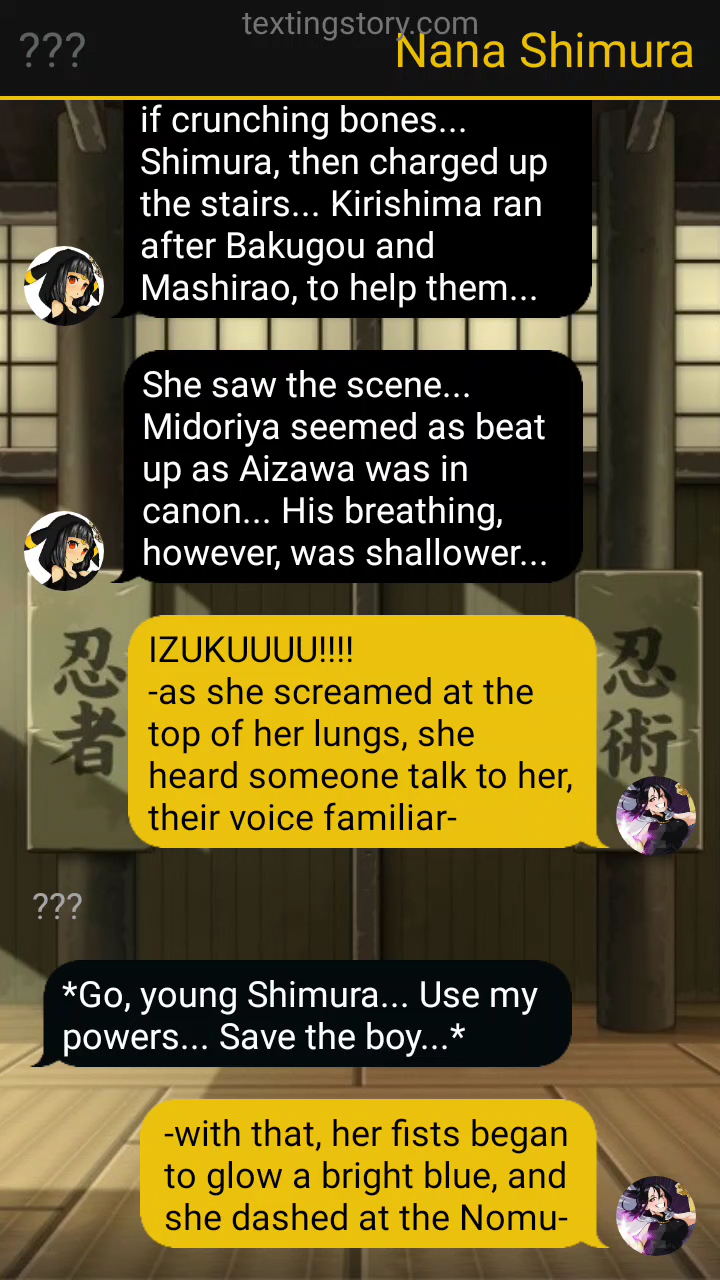 textingstory.com
???
Nana Shimura
if crunching bones...
Shimura, then charged up
the stairs... Kirishima ran
after Bakugou and
Mashirao, to help them...
She saw the scene...
Midoriya seemed as beat
up as Aizawa was in
canon... His breathing,
however, was shallower...
忍者
忍術
IZUKUUUU!!!!
-as she screamed at the
top of her lungs, she
heard someone talk to her,
their voice familiar-
???
*Go, young Shimura... Use my
powers... Save the boy...*
-with that, her fists began
to glow a bright blue, and
she dashed at the Nomu-